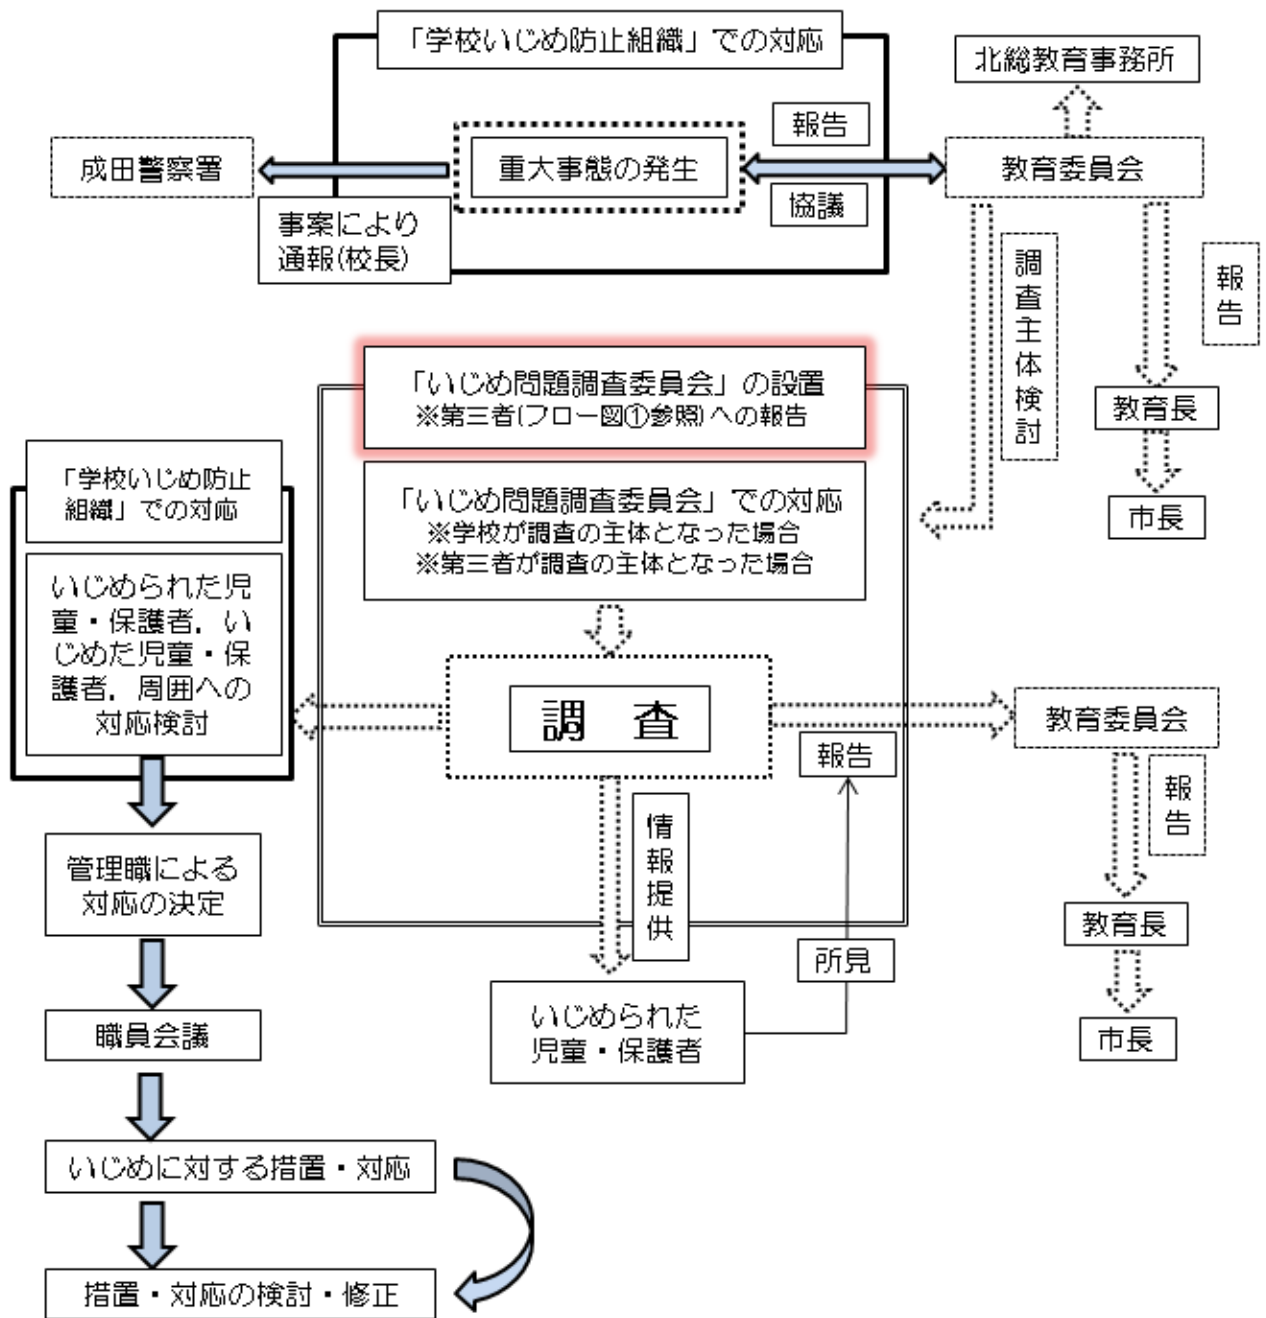 「学校いじめ防止組織」での対応
北総教育事務所
報告
成田警察署
重大事態の発生
教育委員会
協議
事案により
通報(校長)
調査主体検討
報告
教育長
市長
「いじめ問題調査委員会」の設置
※第三者(フロー図①参照)への報告
「いじめ問題調査委員会」での対応
※学校が調査の主体となった場合
※第三者が調査の主体となった場合
「学校いじめ防止
組織」での対応
いじめられた児
童・保護者，い
じめた児童・保
護者，周囲への
対応検討
調　査
教育委員会
報告
報告
情報提供
管理職による
対応の決定
教育長
所見
いじめられた
児童・保護者
職員会議
市長
いじめに対する措置・対応
措置・対応の検討・修正